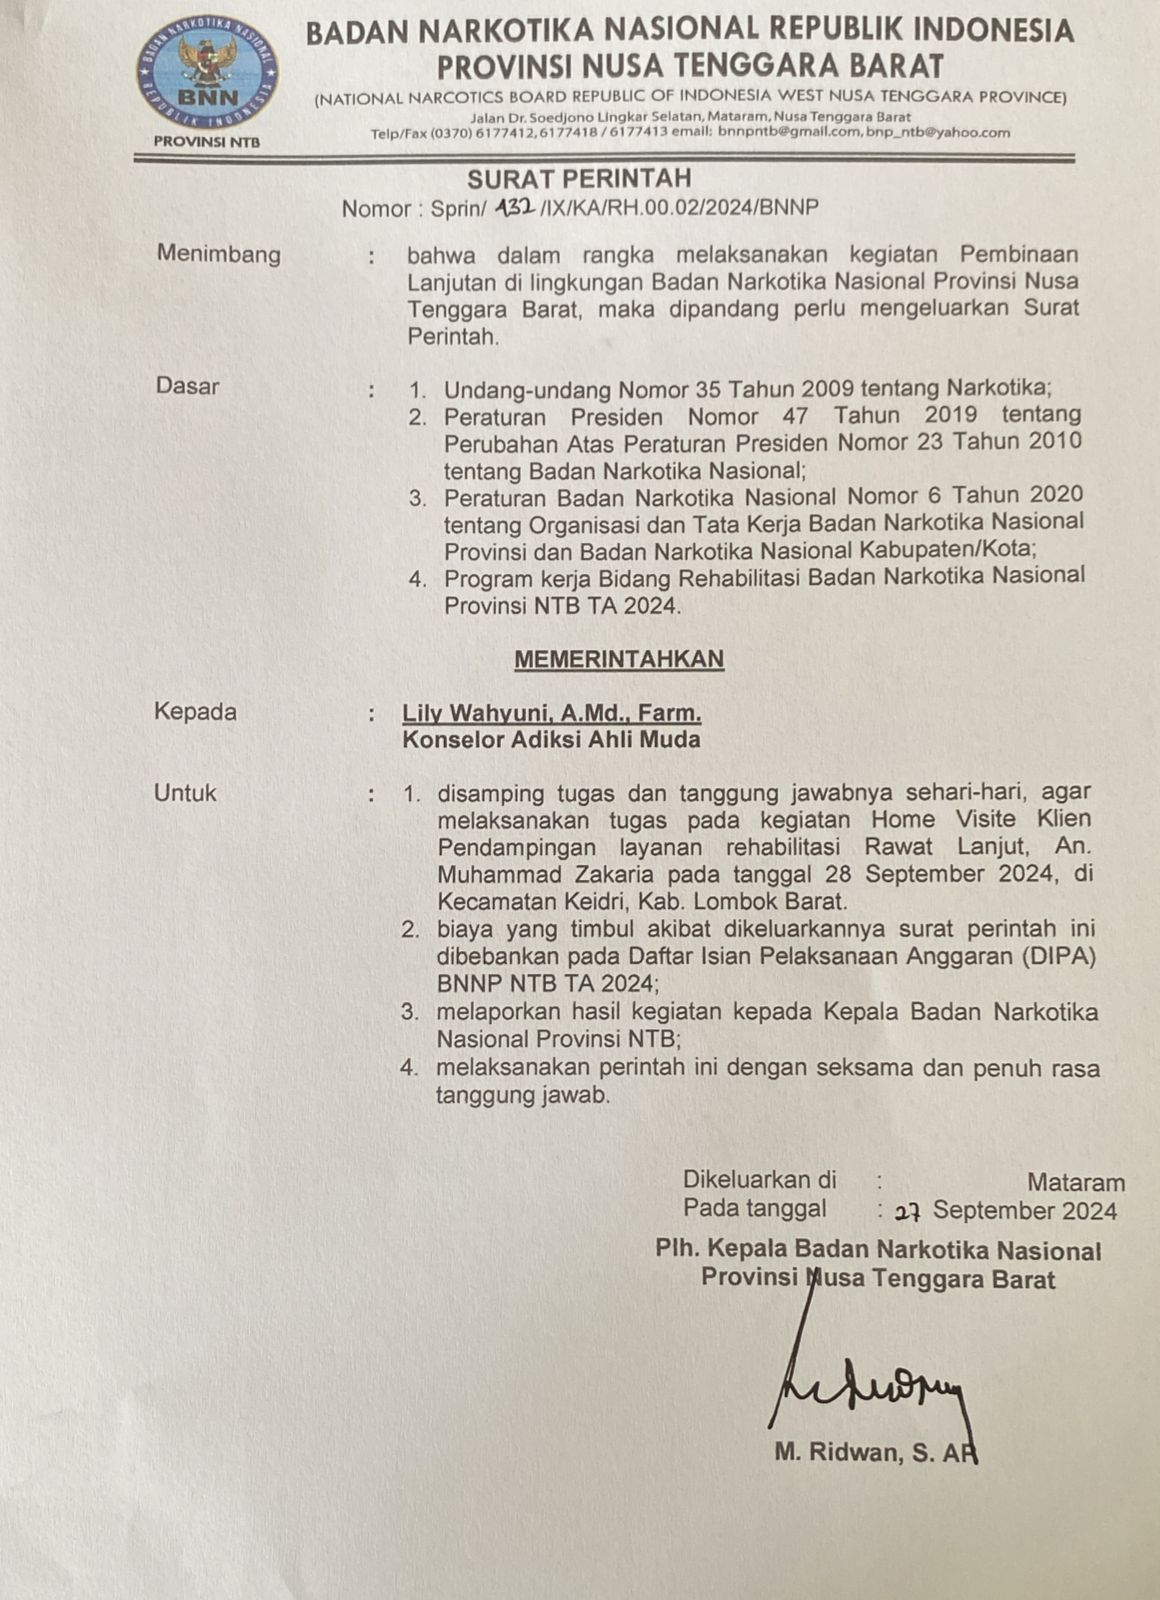 BADAN NARKOTIKA NASIONAL
REPUBLIK INDONESIA
BNN
PROVINSI NTB
BADAN NARKOTIKA NASIONAL REPUBLIK INDONESIA
PROVINSI NUSA TENGGARA BARAT
(NATIONAL NARCOTICS BOARD REPUBLIC OF INDONESIA WEST NUSA TENGGARA PROVINCE)
Jalan Dr. Soedjono Lingkar Selatan, Mataram, Nusa Tenggara Barat
Telp/Fax (0370) 6177412, 6177418 / 6177413 email: bnnpntb@gmail.com, bnp_ntb@yahoo.com
SURAT PERINTAH
Nomor : Sprin/ 132 /IX/KA/RH.00.02/2024/BNNP
Menimbang : bahwa dalam rangka melaksanakan kegiatan Pembinaan
Lanjutan di lingkungan Badan Narkotika Nasional Provinsi Nusa
Tenggara Barat, maka dipandang perlu mengeluarkan Surat
Perintah.
Dasar : 1. Undang-undang Nomor 35 Tahun 2009 tentang Narkotika;
2. Peraturan Presiden Nomor 47 Tahun 2019 tentang
Perubahan Atas Peraturan Presiden Nomor 23 Tahun 2010
tentang Badan Narkotika Nasional;
3. Peraturan Badan Narkotika Nasional Nomor 6 Tahun 2020
tentang Organisasi dan Tata Kerja Badan Narkotika Nasional
Provinsi dan Badan Narkotika Nasional Kabupaten/Kota;
4. Program kerja Bidang Rehabilitasi Badan Narkotika Nasional
Provinsi NTB TA 2024.
MEMERINTAHKAN
Kepada : Lily Wahyuni, A.Md., Farm.
Konselor Adiksi Ahli Muda
Untuk : 1. disamping tugas dan tanggung jawabnya sehari-hari, agar
melaksanakan tugas pada kegiatan Home Visite Klien
Pendampingan layanan rehabilitasi Rawat Lanjut, An.
Muhammad Zakaria pada tanggal 28 September 2024, di
Kecamatan Keidri, Kab. Lombok Barat.
2. biaya yang timbul akibat dikeluarkannya surat perintah ini
dibebankan pada Daftar Isian Pelaksanaan Anggaran (DIPA)
BNNP NTB TA 2024;
3. melaporkan hasil kegiatan kepada Kepala Badan Narkotika
Nasional Provinsi NTB;
4. melaksanakan perintah ini dengan seksama dan penuh rasa
tanggung jawab.
Dikeluarkan di : Mataram
Pada tanggal : 27 September 2024
Plh. Kepala Badan Narkotika Nasional
Provinsi Nusa Tenggara Barat
M. Ridwan, S. AP